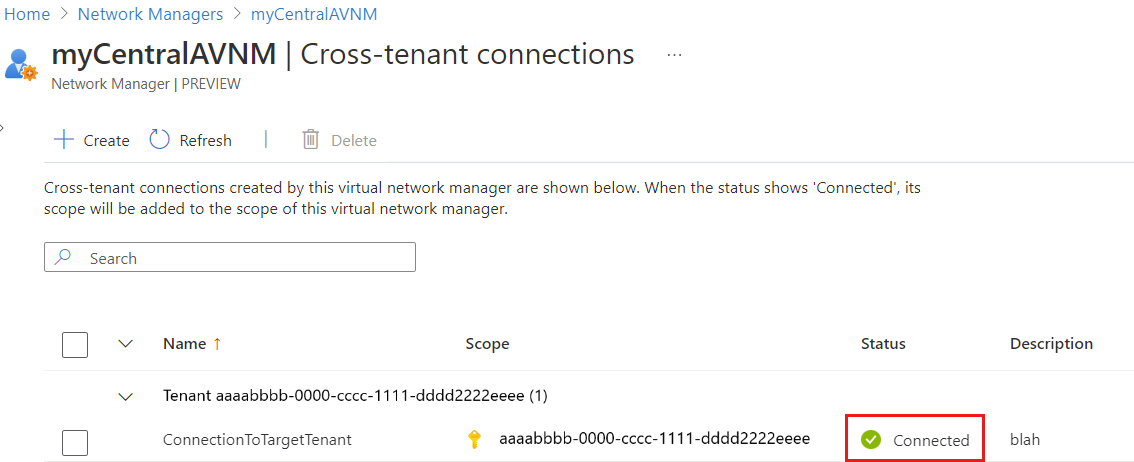 Home > Network Managers > myCentralAVNM
myCentralAVNM | Cross-tenant connections ...
Network Manager | PREVIEW
Create Refresh | Delete
Cross-tenant connections created by this virtual network manager are shown below. When the status shows 'Connected', its
scope will be added to the scope of this virtual network manager.
Search
Name ↑ Scope Status Description
Tenant aaaabbbb-0000-cccc-1111-dddd2222eeee (1)
ConnectionToTargetTenant aaaabbbb-0000-cccc-1111-dddd2222eeee Connected blah